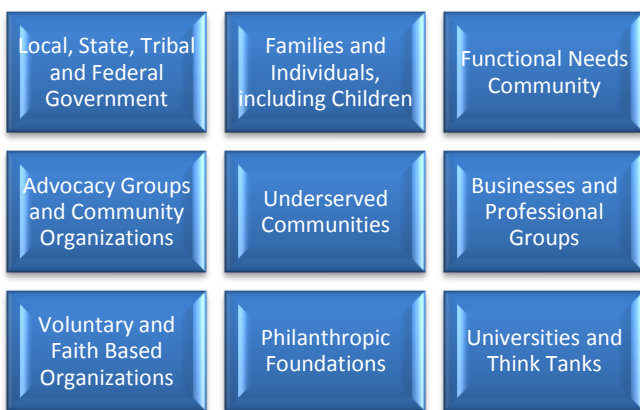 Local, State, Tribal
and Federal
Government
Families and
Individuals,
including Children
Functional Needs
Community
Advocacy Groups
and Community
Organizations
Underserved
Communities
Businesses and
Professional
Groups
Voluntary and
Faith Based
Organizations
Philanthropic
Foundations
Universities and
Think Tanks